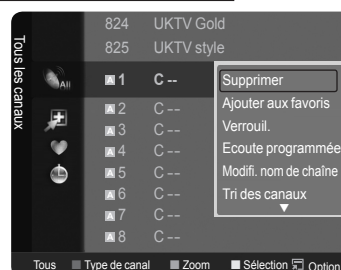 824 UKTV Gold
825 UKTV style
Tous les canaux
All
A 1 C --
A 2 C --
A 3 C --
A 4 C --
A 5 C --
A 6 C --
A 7 C --
A 8 C --
Supprimer
Ajouter aux favoris
Verrouil.
Ecoute programmée
Modifi. nom de chaîne
Tri des canaux
Tous Type de canal Zoom Sélection Option